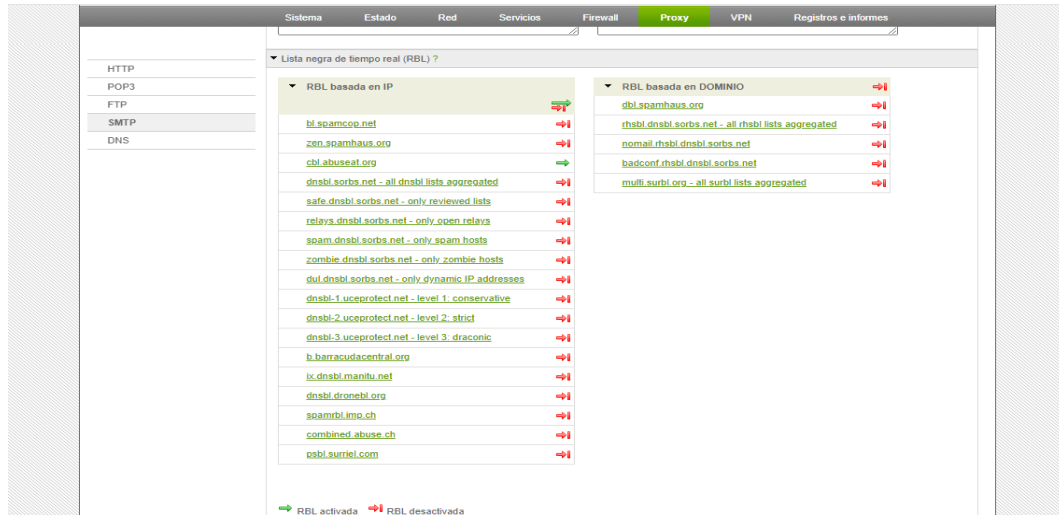 Sistema Estado Red Servicios Firewall Proxy VPN Registros e informes
HTTP
POP3
FTP
SMTP
DNS
Lista negra de tiempo real (RBL) ?
RBL basada en IP
bl.spamcop.net
zen.spamhaus.org
cbl.abuseat.org
dnsbl.sorbs.net - all dnsbl lists aggregated
safe.dnsbl.sorbs.net - only reviewed lists
relays.dnsbl.sorbs.net - only open relays
spam.dnsbl.sorbs.net - only spam hosts
zombie.dnsbl.sorbs.net - only zombie hosts
dul.dnsbl.sorbs.net - only dynamic IP addresses
dnsbl-1.uceprotect.net - level 1: conservative
dnsbl-2.uceprotect.net - level 2: strict
dnsbl-3.uceprotect.net - level 3: draconic
b.barracudacentral.org
ix.dnsbl.manitu.net
dnsbl.dronebl.org
spamrbl.imp.ch
combined.abuse.ch
psbl.surriel.com
RBL basada en DOMINIO
dbl.spamhaus.org
rhsbl.dnsbl.sorbs.net - all rhsbl lists aggregated
nomail.rhsbl.dnsbl.sorbs.net
badconf.rhsbl.dnsbl.sorbs.net
multi.surbl.org - all surbl lists aggregated
RBL activada RBL desactivada